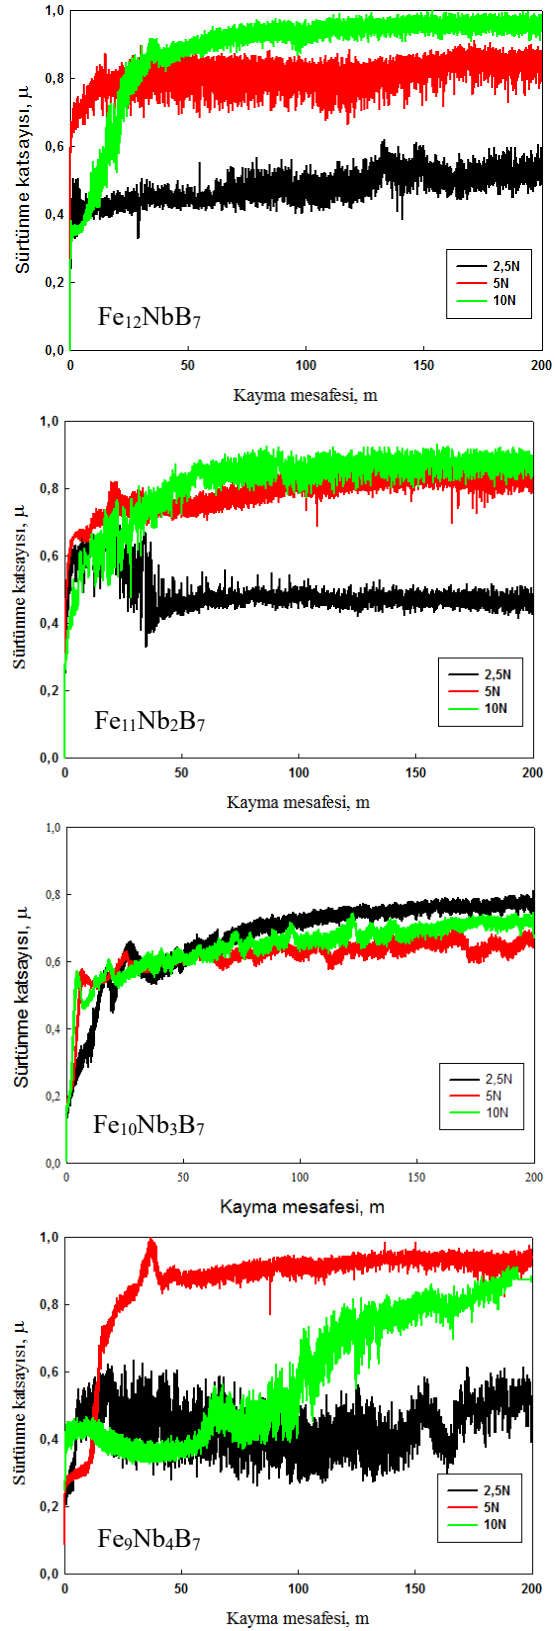 1,0
0,8
0,6
0,4
0,2
0,0
Sürtünme katsayısı, µ
2,5N
5N
10N
Fe₁₂NbB₇
0 50 100 150 200
Kayma mesafesi, m
1,0
0,8
0,6
0,4
0,2
0,0
Sürtünme katsayısı, µ
2,5N
5N
10N
Fe₁₁Nb₂B₇
0 50 100 150 200
Kayma mesafesi, m
1,0
0,8
0,6
0,4
0,2
0,0
Sürtünme katsayısı, µ
2,5N
5N
10N
Fe₁₀Nb₃B₇
0 50 100 150 200
Kayma mesafesi, m
1,0
0,8
0,6
0,4
0,2
0,0
Sürtünme katsayısı, µ
2,5N
5N
10N
Fe₉Nb₄B₇
0 50 100 150 200
Kayma mesafesi, m